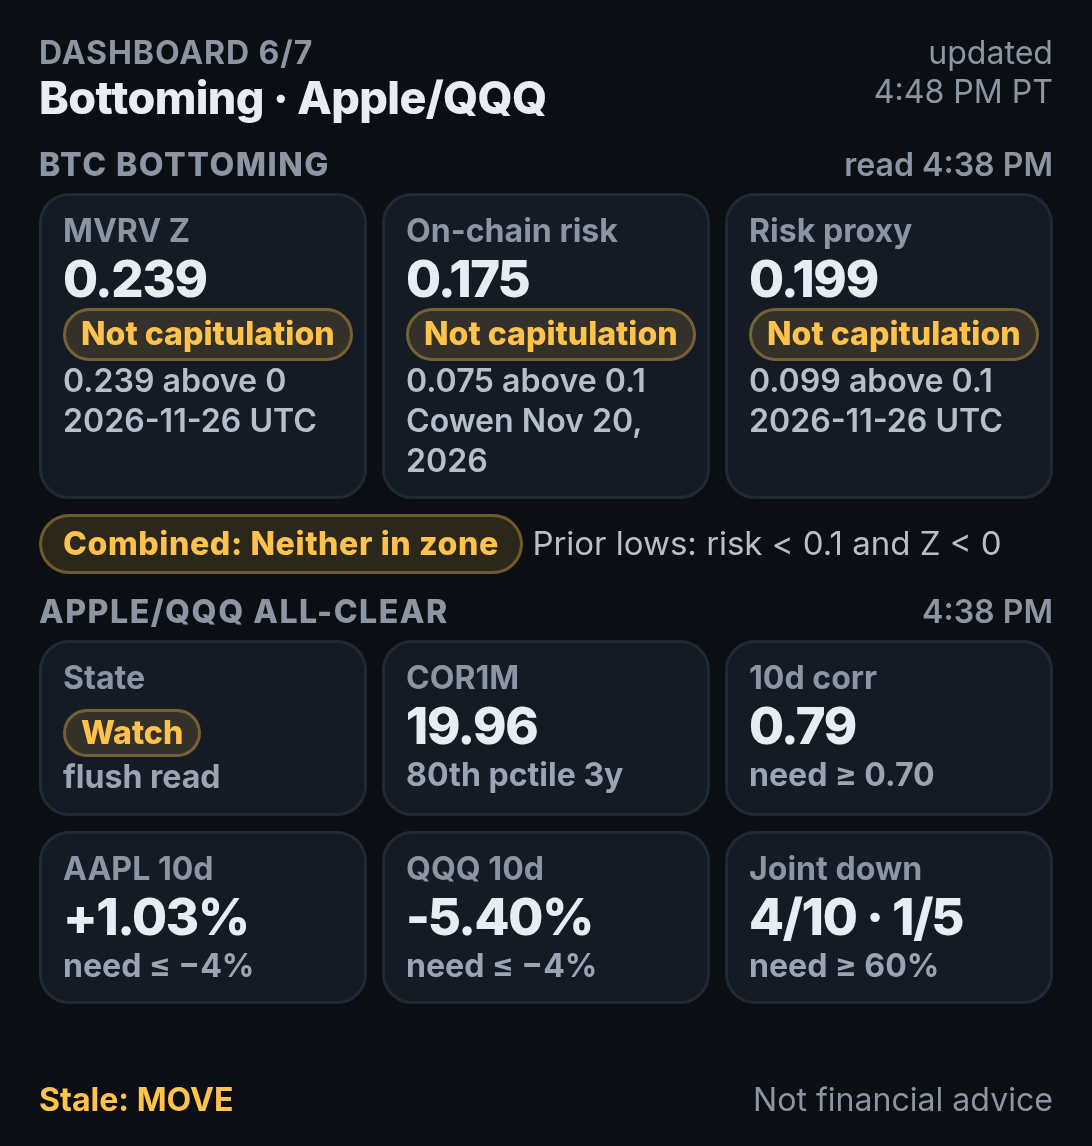 DASHBOARD 6/7
updated
Bottoming · Apple/QQQ
4:48 PM PT
BTC BOTTOMING
read 4:38 PM
MVRV Z
0.239
Not capitulation
0.239 above 0
2026-11-26 UTC
On-chain risk
0.175
Not capitulation
0.075 above 0.1
Cowen Nov 20,
2026
Risk proxy
0.199
Not capitulation
0.099 above 0.1
2026-11-26 UTC
Combined: Neither in zone
Prior lows: risk < 0.1 and Z < 0
APPLE/QQQ ALL-CLEAR
4:38 PM
State
Watch
flush read
COR1M
19.96
80th pctile 3y
10d corr
0.79
need ≥ 0.70
AAPL 10d
+1.03%
need ≤ −4%
QQQ 10d
-5.40%
need ≤ −4%
Joint down
4/10 · 1/5
need ≥ 60%
Stale: MOVE
Not financial advice